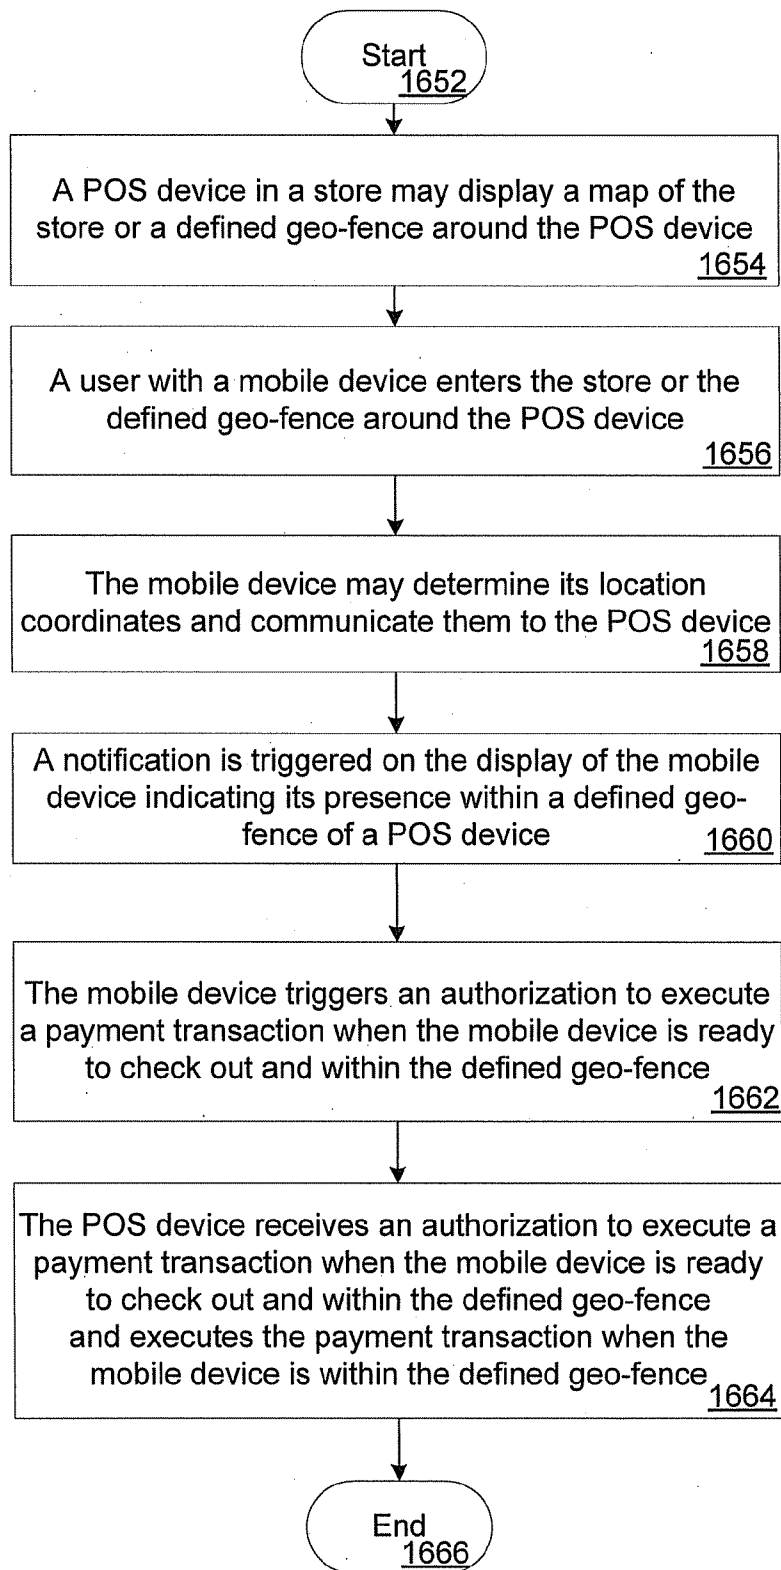 Start
1652
A POS device in a store may display a map of the
store or a defined geo-fence around the POS device
1654
A user with a mobile device enters the store or the
defined geo-fence around the POS device
1656
The mobile device may determine its location
coordinates and communicate them to the POS device
1658
A notification is triggered on the display of the mobile
device indicating its presence within a defined geo-
fence of a POS device
1660
The mobile device triggers an authorization to execute
a payment transaction when the mobile device is ready
to check out and within the defined geo-fence
1662
The POS device receives an authorization to execute a
payment transaction when the mobile device is ready
to check out and within the defined geo-fence
and executes the payment transaction when the
mobile device is within the defined geo-fence
1664
End
1666